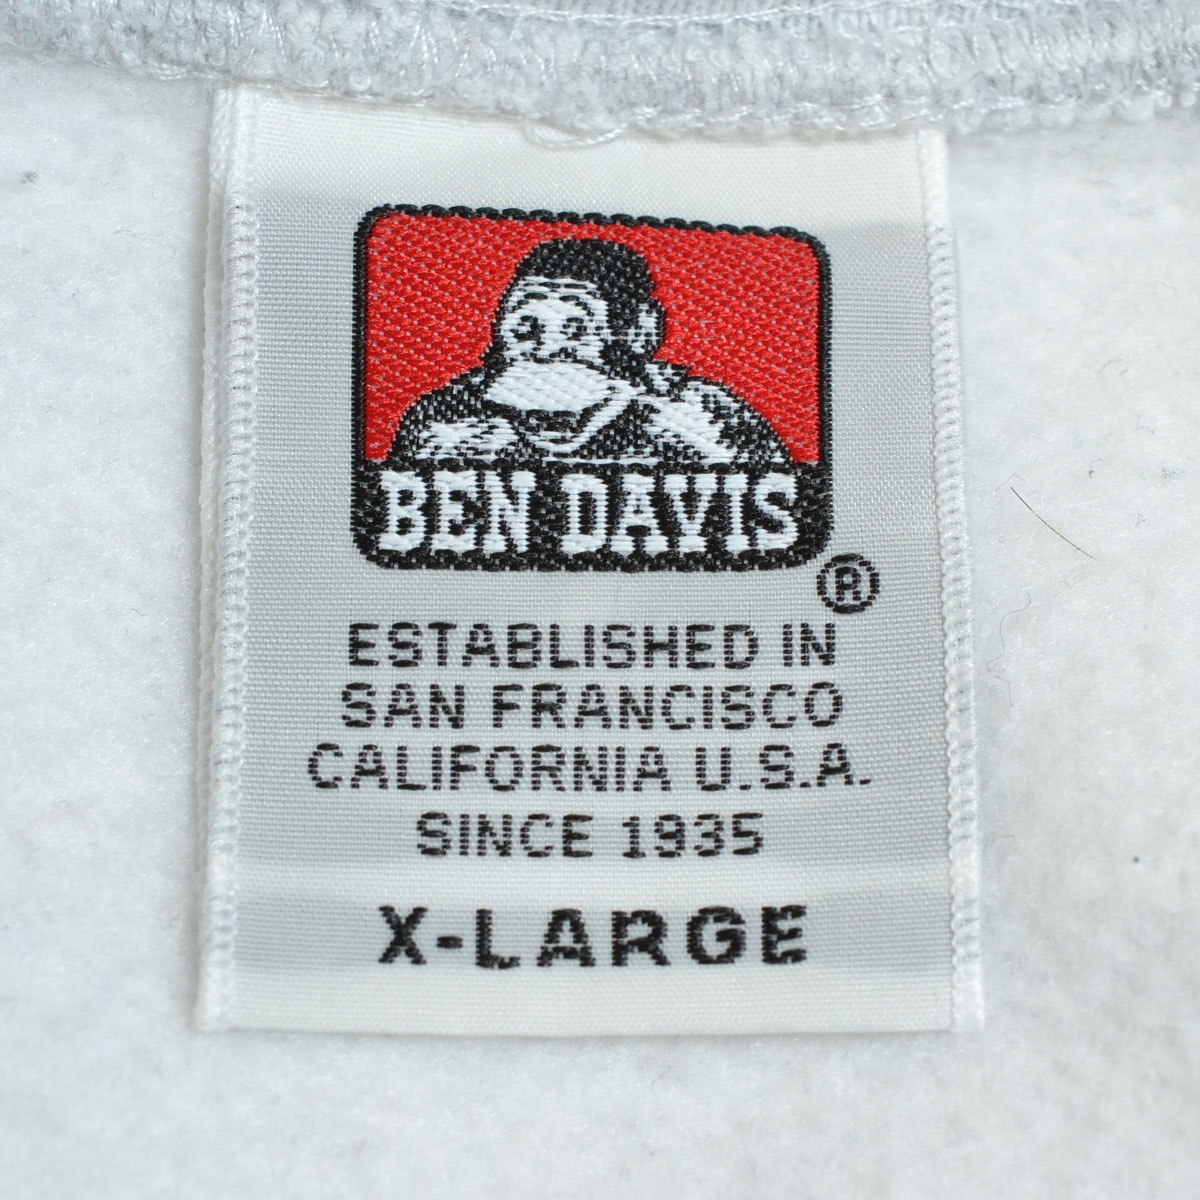 BEN DAVIS
®
ESTABLISHED IN
SAN FRANCISCO
CALIFORNIA U.S.A.
SINCE 1935
X-LARGE